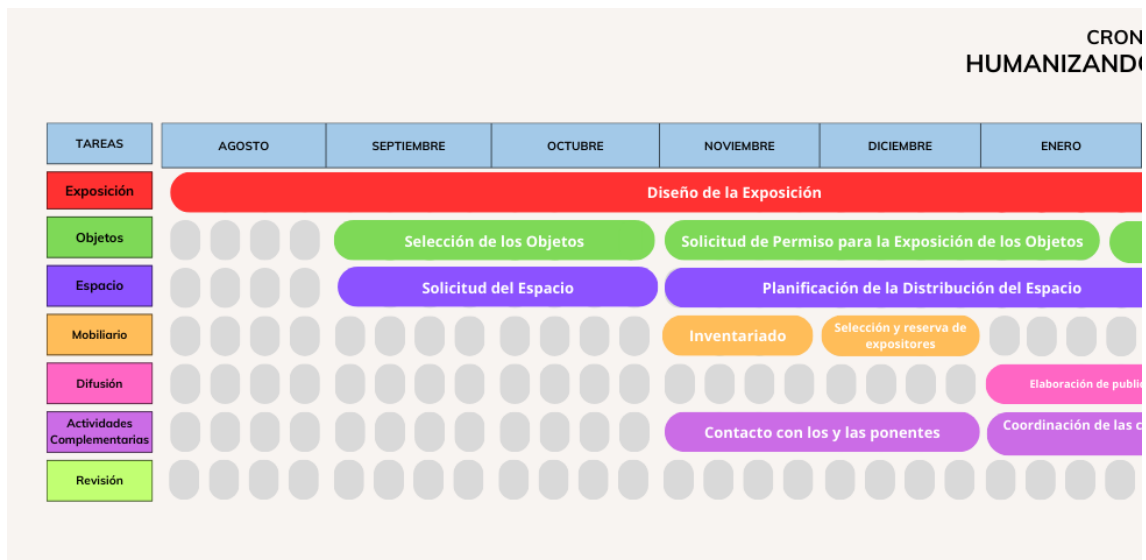 CRON
HUMANIZANDO
TAREAS
AGOSTO
SEPTIEMBRE
OCTUBRE
NOVIEMBRE
DICIEMBRE
ENERO
Exposición
Diseño de la Exposición
Objetos
Selección de los Objetos
Solicitud de Permiso para la Exposición de los Objetos
Espacio
Solicitud del Espacio
Planificación de la Distribución del Espacio
Mobiliario
Inventariado
Selección y reserva de
expositores
Difusión
Elaboración de public
Actividades
Complementarias
Contacto con los y las ponentes
Coordinación de las c
Revisión